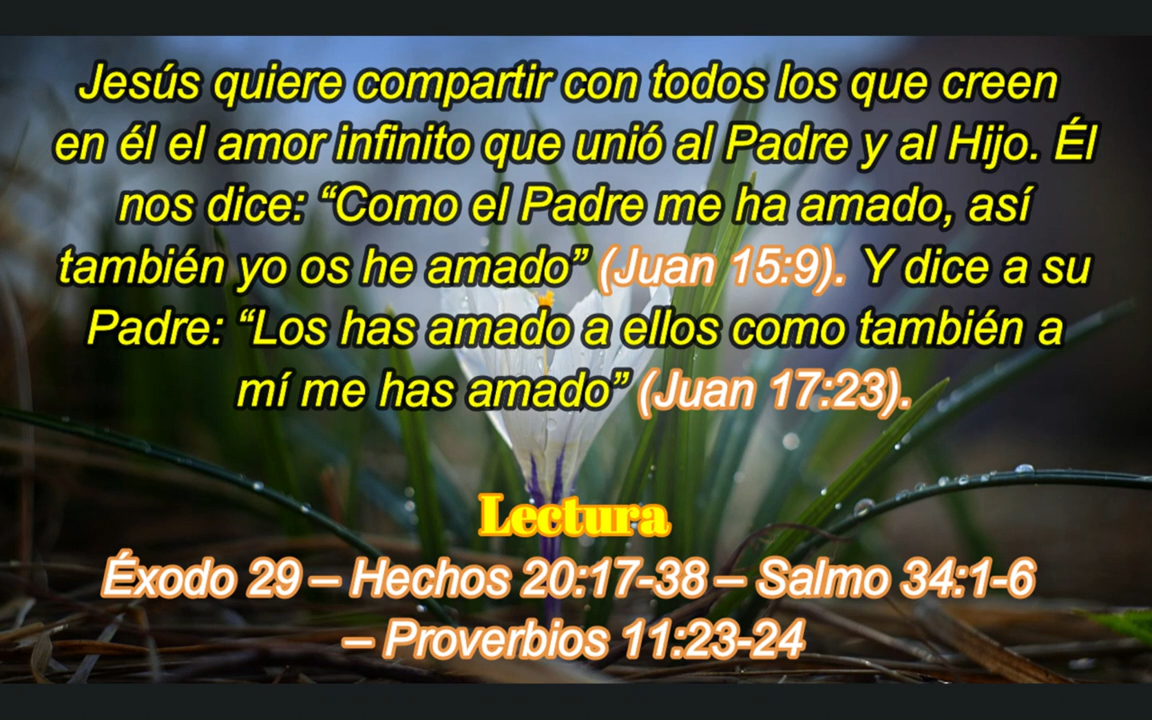 Jesús quiere compartir con todos los que creen
en él el amor infinito que unió al Padre y al Hijo. Él
nos dice: “Como el Padre me ha amado, así
también yo os he amado” (Juan 15:9). Y dice a su
Padre: “Los has amado a ellos como también a
mí me has amado” (Juan 17:23).
Lectura
Éxodo 29 – Hechos 20:17-38 – Salmo 34:1-6
– Proverbios 11:23-24